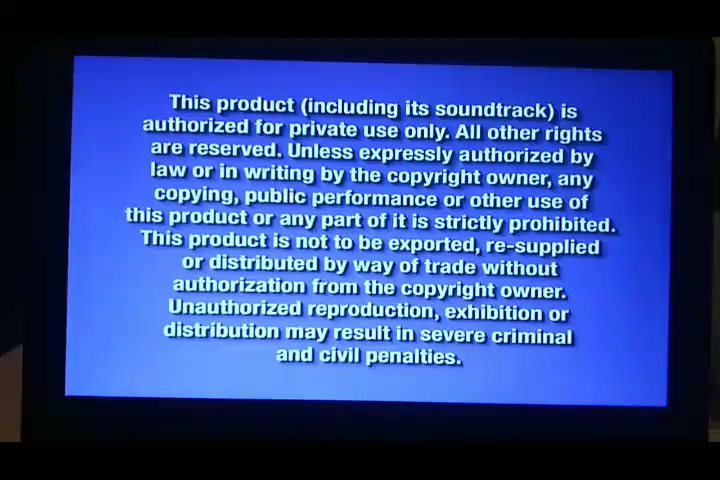 This product (including its soundtrack) is
authorized for private use only. All other rights
are reserved. Unless expressly authorized by
law or in writing by the copyright owner, any
copying, public performance or other use of
this product or any part of it is strictly prohibited.
This product is not to be exported, re-supplied
or distributed by way of trade without
authorization from the copyright owner.
Unauthorized reproduction, exhibition or
distribution may result in severe criminal
and civil penalties.